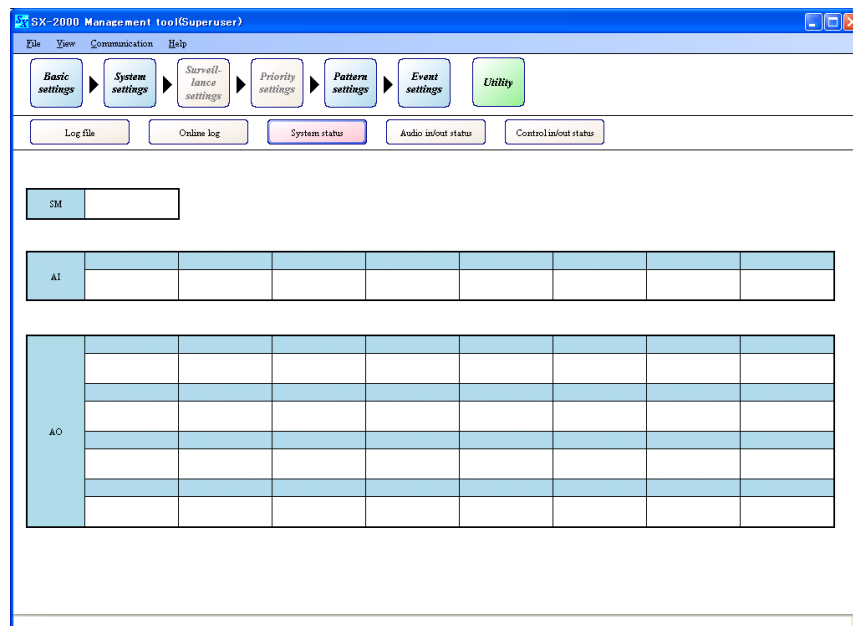 SX-2000 Management tool(Superuser)
File View Communication Help
Basic
settings
System
settings
Surveil-
lance
settings
Priority
settings
Pattern
settings
Event
settings
Utility
Log file
Online log
System status
Audio in/out status
Control in/out status
SM
AI
AO